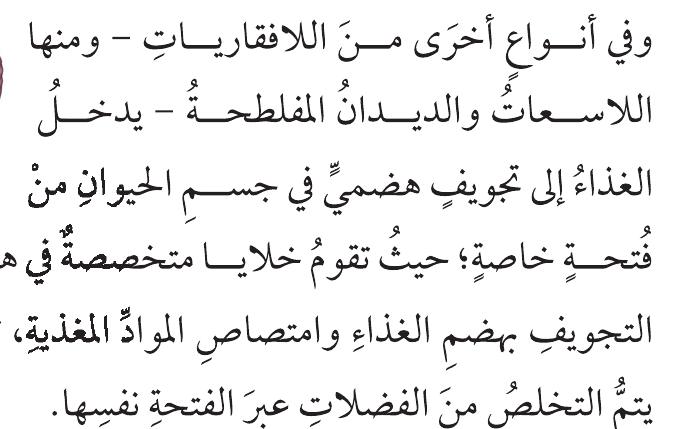 وفي أنـواعٍ أخرَى مـنَ اللافقاريـاتِ – ومنها
اللاسـعاتُ والديـدانُ المفلطحـةُ – يدخـلُ
الغذاءُ إلى تجويفٍ هضميٍّ في جسـمِ الحيوانِ منْ
فُتحـةٍ خاصةٍ؛ حيثُ تقومُ خلايـا متخصصةٌ في
التجويفِ بهضمِ الغذاءِ وامتصاصِ الموادِّ المغذيةِ،
يتمُّ التخلصُ منَ الفضلاتِ عبرَ الفتحةِ نفسِها.